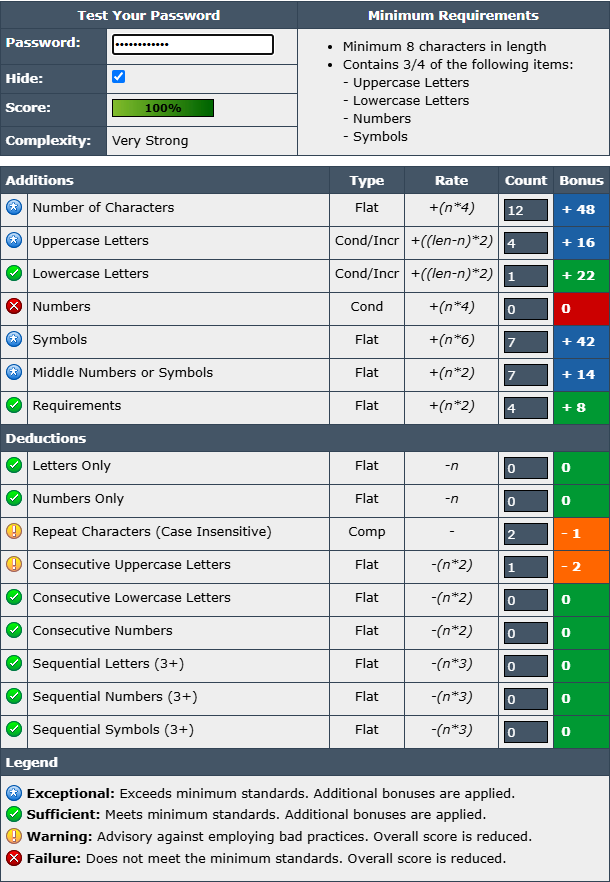 Test Your Password Minimum Requirements
Password: ••••••••••••
• Minimum 8 characters in length
• Contains 3/4 of the following items:
- Uppercase Letters
- Lowercase Letters
- Numbers
- Symbols
Hide:
Score: 100%
Complexity: Very Strong
Additions Type Rate Count Bonus
Number of Characters Flat +(n*4) 12 + 48
Uppercase Letters Cond/Incr +((len-n)*2) 4 + 16
Lowercase Letters Cond/Incr +((len-n)*2) 1 + 22
Numbers Cond +(n*4) 0 0
Symbols Flat +(n*6) 7 + 42
Middle Numbers or Symbols Flat +(n*2) 7 + 14
Requirements Flat +(n*2) 4 + 8
Deductions
Letters Only Flat -n 0 0
Numbers Only Flat -n 0 0
Repeat Characters (Case Insensitive) Comp - 2 - 1
Consecutive Uppercase Letters Flat -(n*2) 1 - 2
Consecutive Lowercase Letters Flat -(n*2) 0 0
Consecutive Numbers Flat -(n*2) 0 0
Sequential Letters (3+) Flat -(n*3) 0 0
Sequential Numbers (3+) Flat -(n*3) 0 0
Sequential Symbols (3+) Flat -(n*3) 0 0
Legend
Exceptional: Exceeds minimum standards. Additional bonuses are applied.
Sufficient: Meets minimum standards. Additional bonuses are applied.
Warning: Advisory against employing bad practices. Overall score is reduced.
Failure: Does not meet the minimum standards. Overall score is reduced.